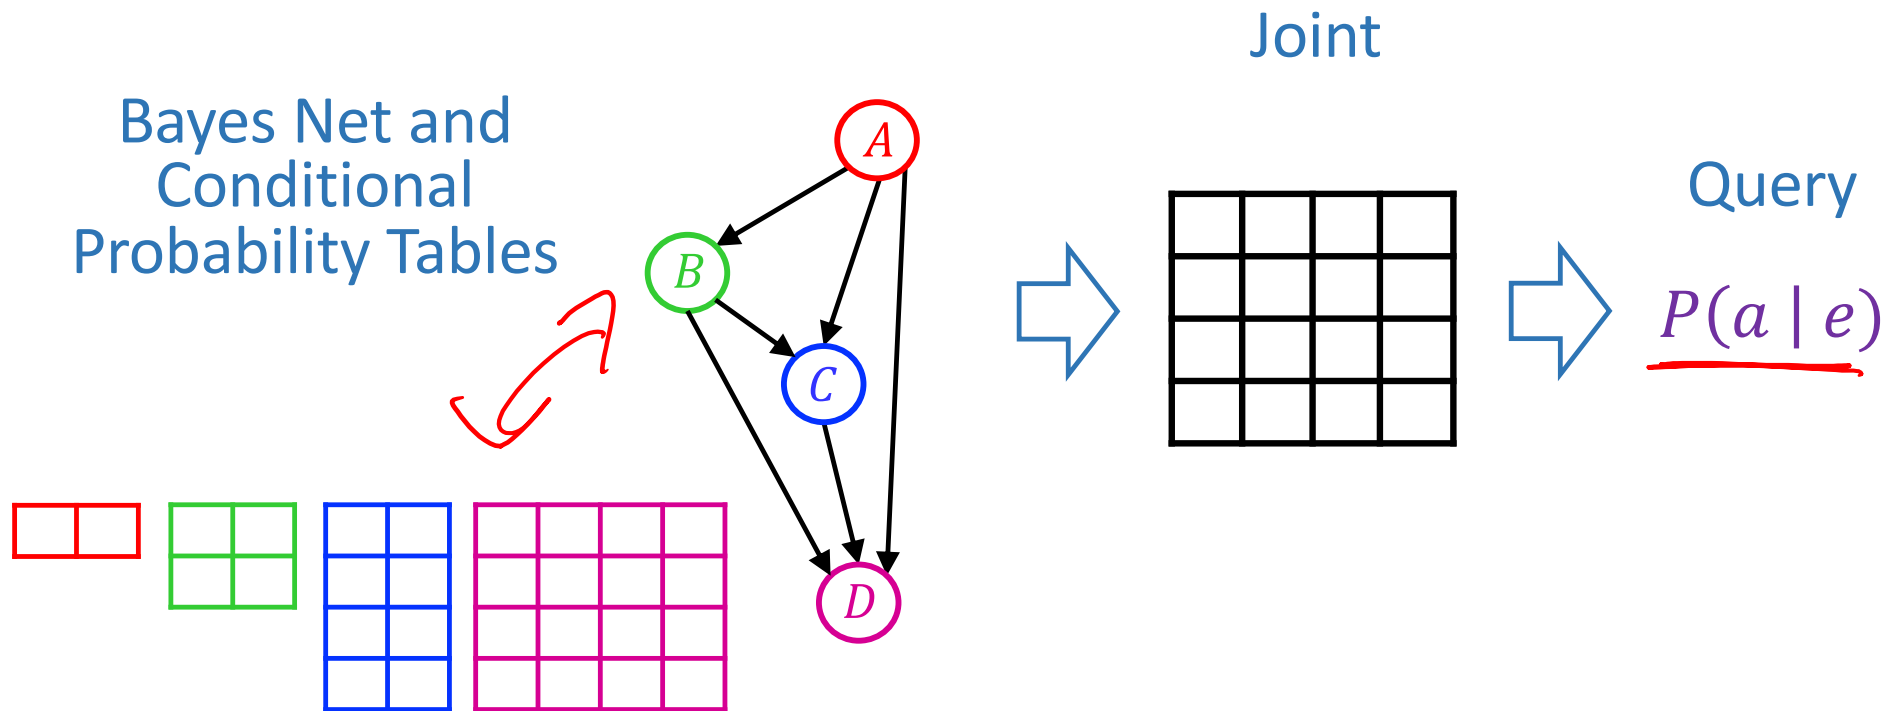 Bayes Net and
Conditional
Probability Tables
A
B
C
D
Joint
Query
P(a | e)